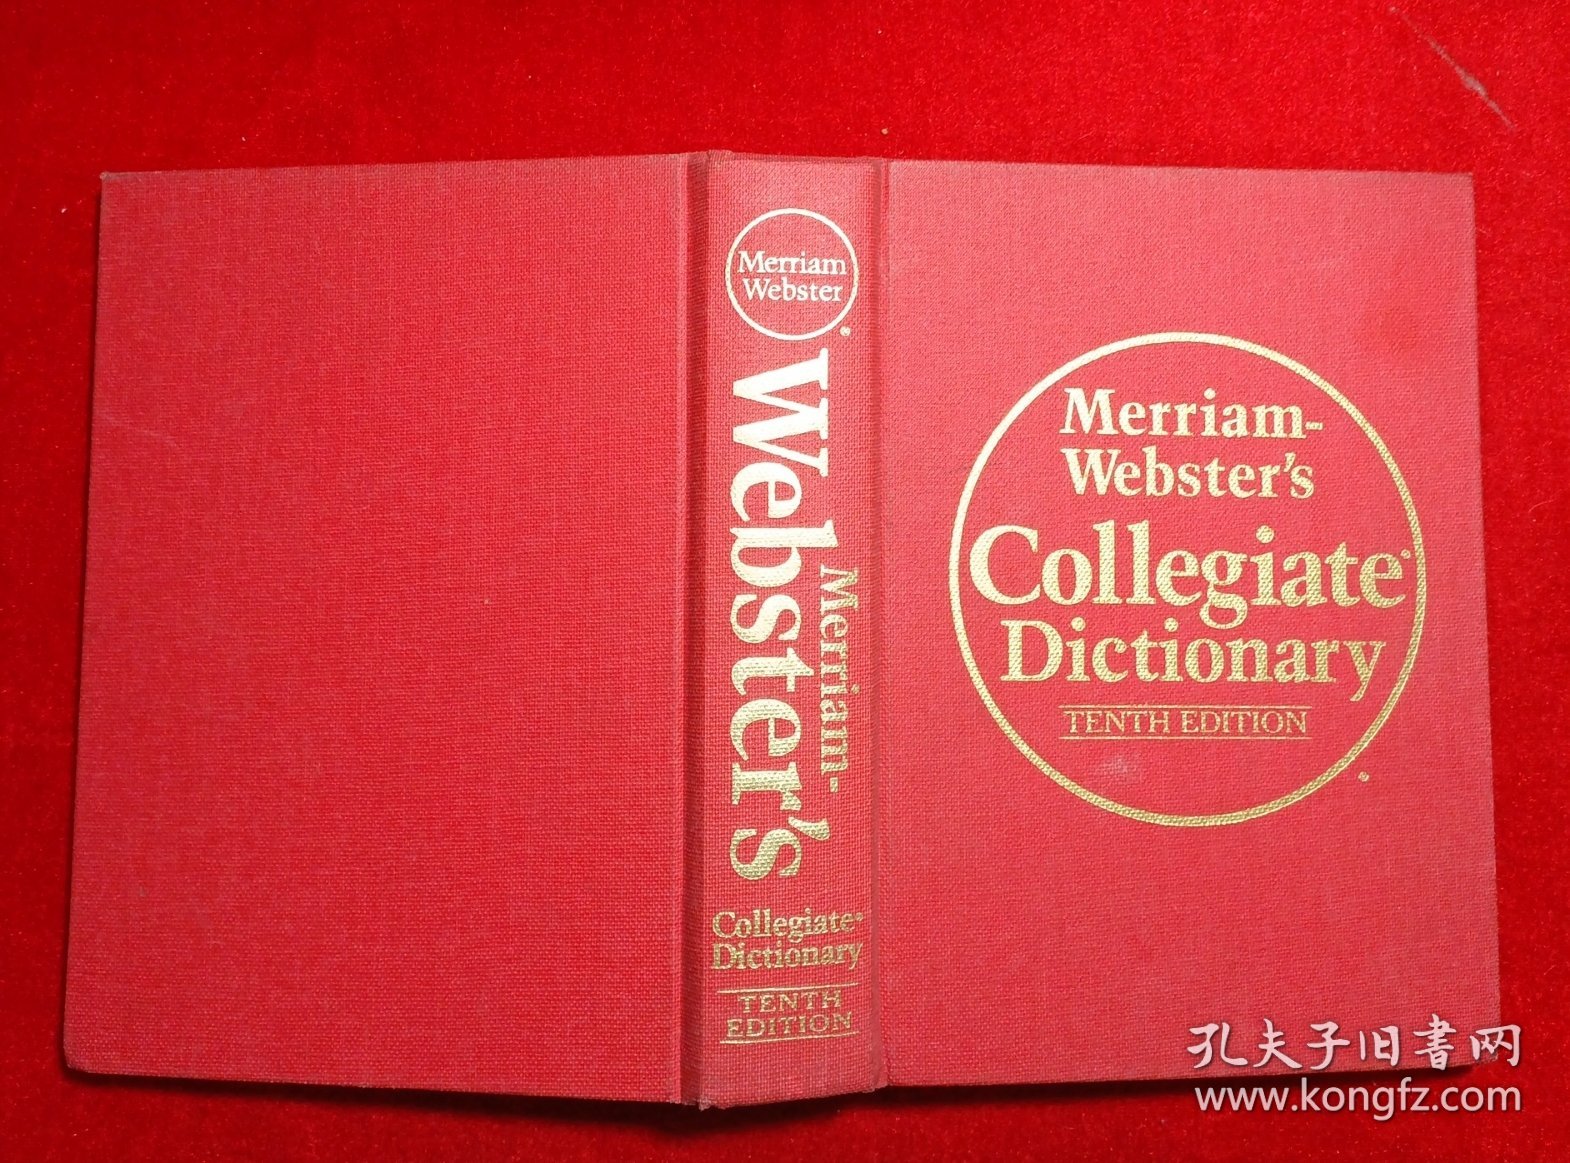 Merriam
Webster
®
Merriam-
Webster's
Collegiate®
Dictionary
TENTH
EDITION
Merriam-
Webster's
Collegiate®
Dictionary
TENTH EDITION
®
孔夫子旧书网
www.kongfz.com